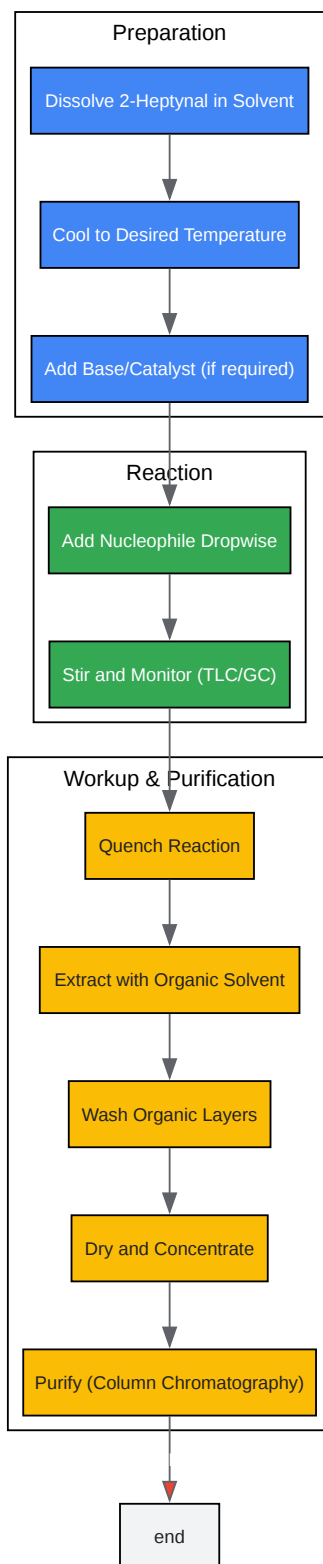 Preparation
Dissolve 2-Heptynal in Solvent
Cool to Desired Temperature
Add Base/Catalyst (if required)
Reaction
Add Nucleophile Dropwise
Stir and Monitor (TLC/GC)
Workup & Purification
Quench Reaction
Extract with Organic Solvent
Wash Organic Layers
Dry and Concentrate
Purify (Column Chromatography)
end